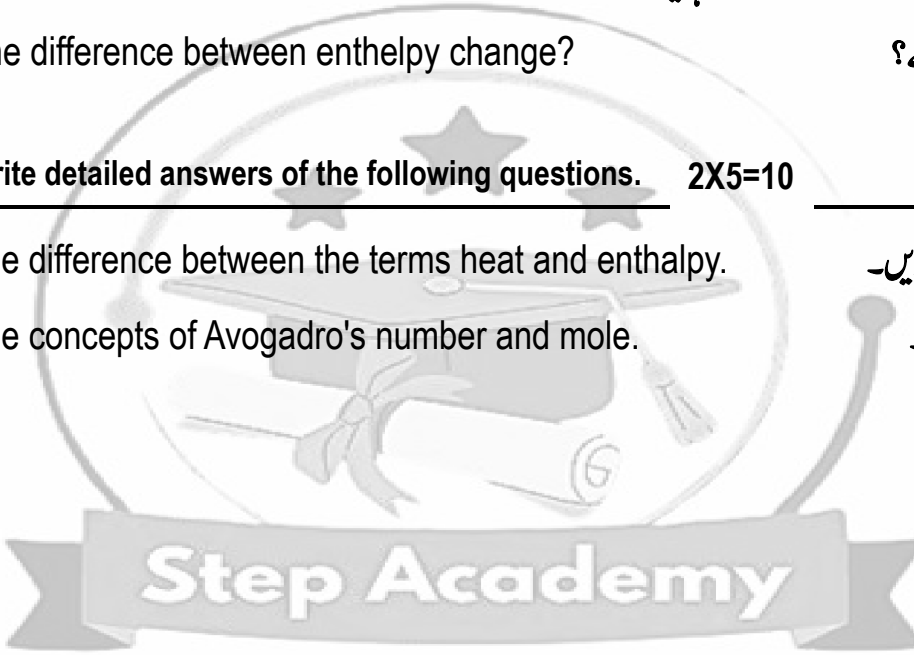 ne difference between enthelpy change?
rite detailed answers of the following questions. 2X5=10
e difference between the terms heat and enthalpy.
e concepts of Avogadro's number and mole.
Step Academy